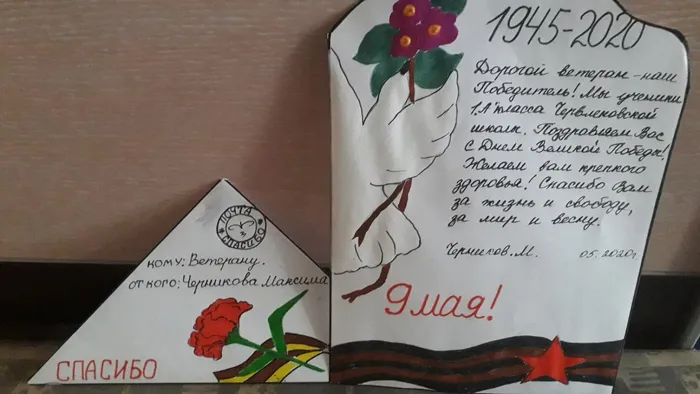 1945-2020
Дорогой ветеран - наш
Победитель! Мы ученики
1 "А" класса Червленовской
школы. Поздравляем Вас
с Днем Великой Победы!
Желаем вам крепкого
здоровья! Спасибо Вам
за жизнь и свободу,
за мир и весну.
Черников. М. 05. 2020г.
9 мая!
ПОЧТА
СПАСИБО
кому: Ветерану.
от кого: Черникова Максима
СПАСИБО